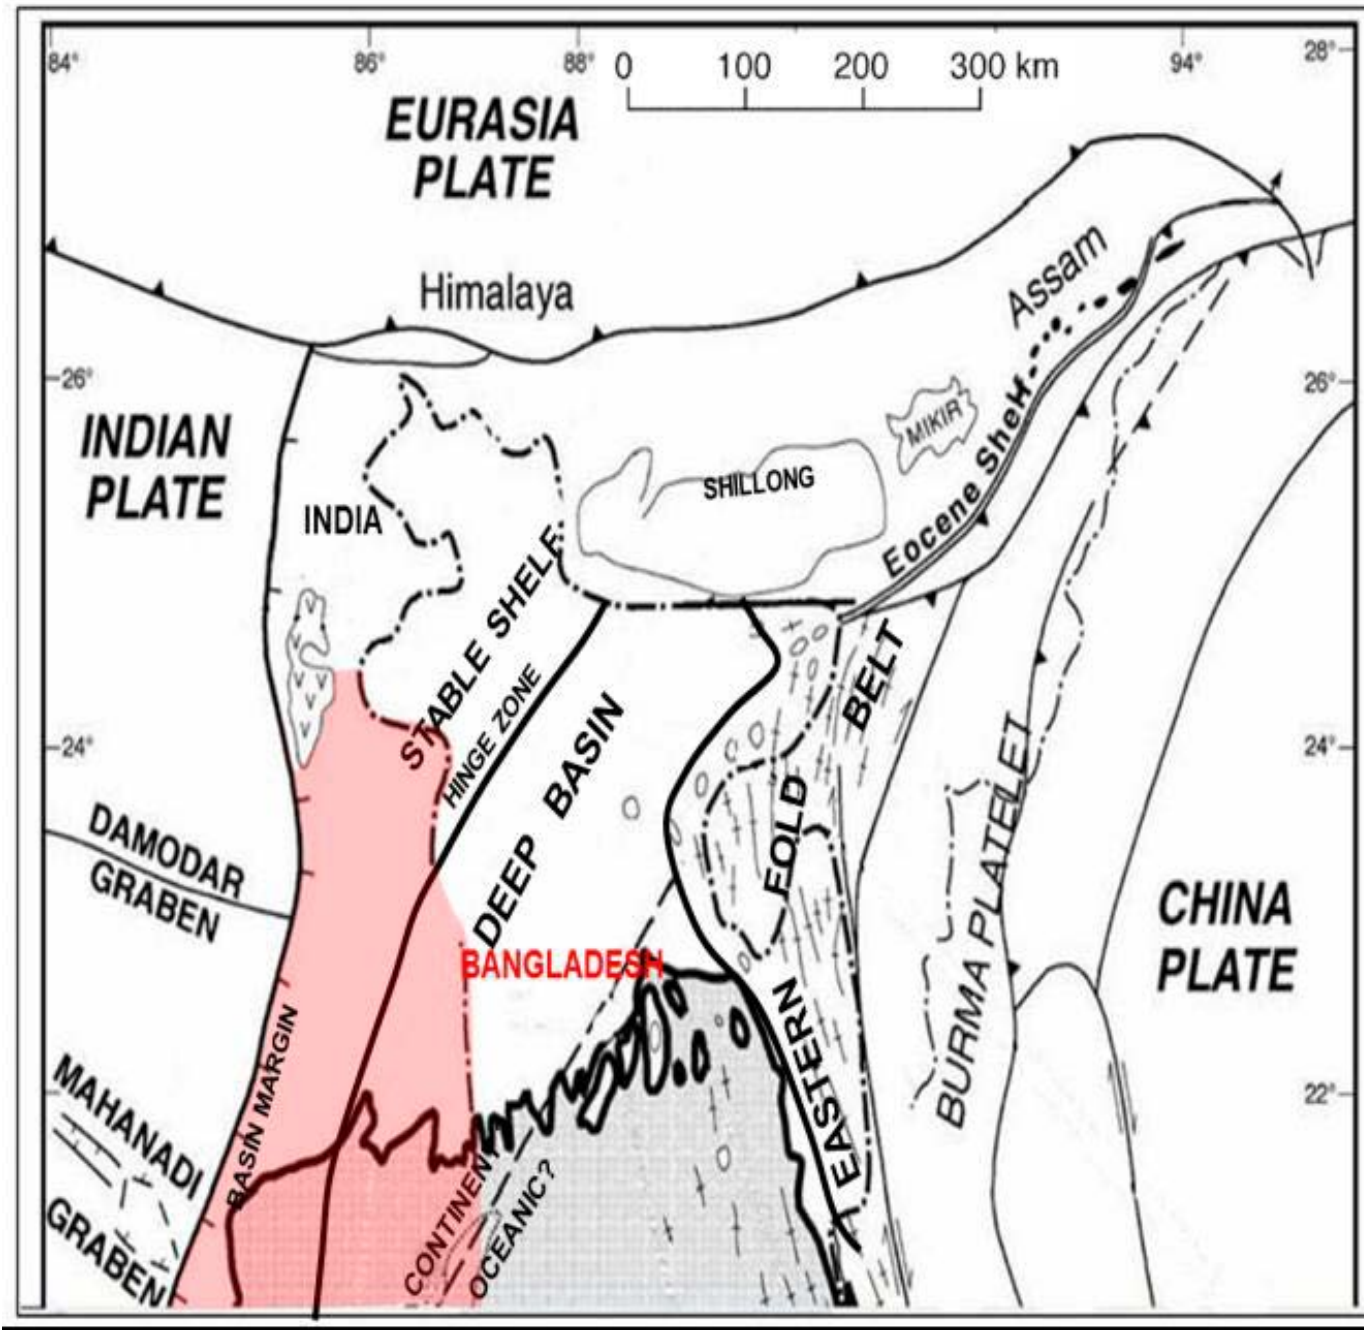 84°
86°
88°
94°
28°
0 100 200 300 km
EURASIA
PLATE
Himalaya
Assam
26°
26°
INDIAN
PLATE
INDIA
MIKIR
SHILLONG
Eocene Shelf
STABLE SHELF
HINGE ZONE
DEEP BASIN
FOLD
BELT
24°
24°
DAMODAR
GRABEN
BANGLADESH
BURMA PLATELET
CHINA
PLATE
EASTERN
BASIN MARGIN
MAHANADI
GRABEN
22°
CONTINEN
OCEANIC?